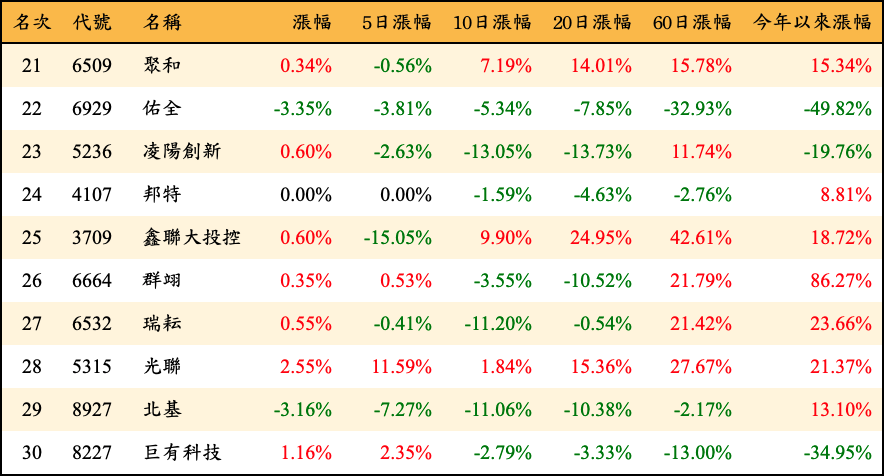 名次 代號 名稱 漲幅 5日漲幅 10日漲幅 20日漲幅 60日漲幅 今年以來漲幅
21 6509 聚和 0.34% -0.56% 7.19% 14.01% 15.78% 15.34%
22 6929 佑全 -3.35% -3.81% -5.34% -7.85% -32.93% -49.82%
23 5236 凌陽創新 0.60% -2.63% -13.05% -13.73% 11.74% -19.76%
24 4107 邦特 0.00% 0.00% -1.59% -4.63% -2.76% 8.81%
25 3709 鑫聯大投控 0.60% -15.05% 9.90% 24.95% 42.61% 18.72%
26 6664 群翊 0.35% 0.53% -3.55% -10.52% 21.79% 86.27%
27 6532 瑞耘 0.55% -0.41% -11.20% -0.54% 21.42% 23.66%
28 5315 光聯 2.55% 11.59% 1.84% 15.36% 27.67% 21.37%
29 8927 北基 -3.16% -7.27% -11.06% -10.38% -2.17% 13.10%
30 8227 巨有科技 1.16% 2.35% -2.79% -3.33% -13.00% -34.95%